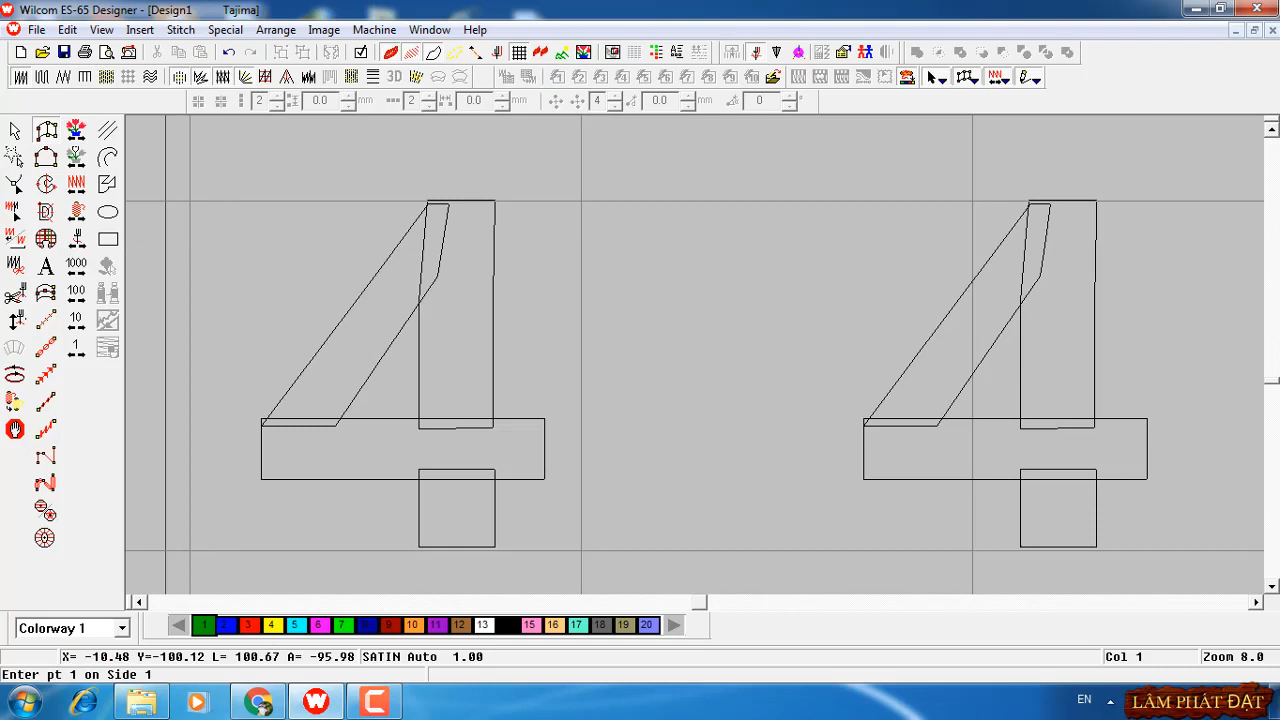 Wilcom ES-65 Designer - [Design1 Tajima]
File Edit View Insert Stitch Special Arrange Image Machine Window Help
3D
2 0.0 mm 2 0.0 mm 4 0.0 mm 0 °
A 1000
100
10
1
Colorway 1 1 2 3 4 5 6 7 8 9 10 11 12 13 15 16 17 18 19 20
X= -10.48 Y=-100.12 L= 100.67 A= -95.98 SATIN Auto 1.00 Col 1 Zoom 8.0
Enter pt 1 on Side 1
EN LÂM PHÁT ĐẠT